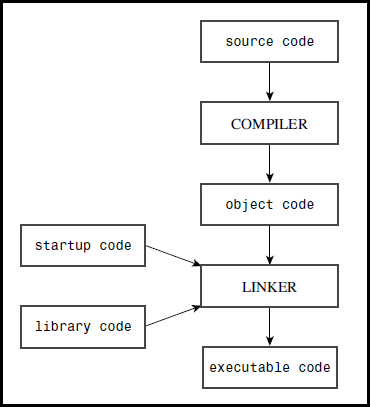 source code
COMPILER
object code
startup code
LINKER
library code
executable code